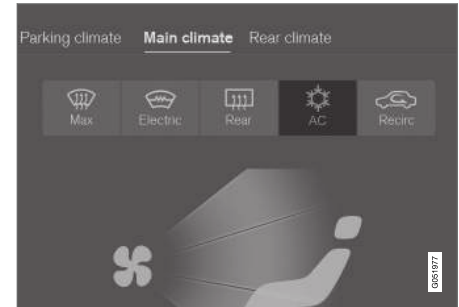 Parking climate Main climate Rear climate
Max Electric Rear AC Recirc
G051977